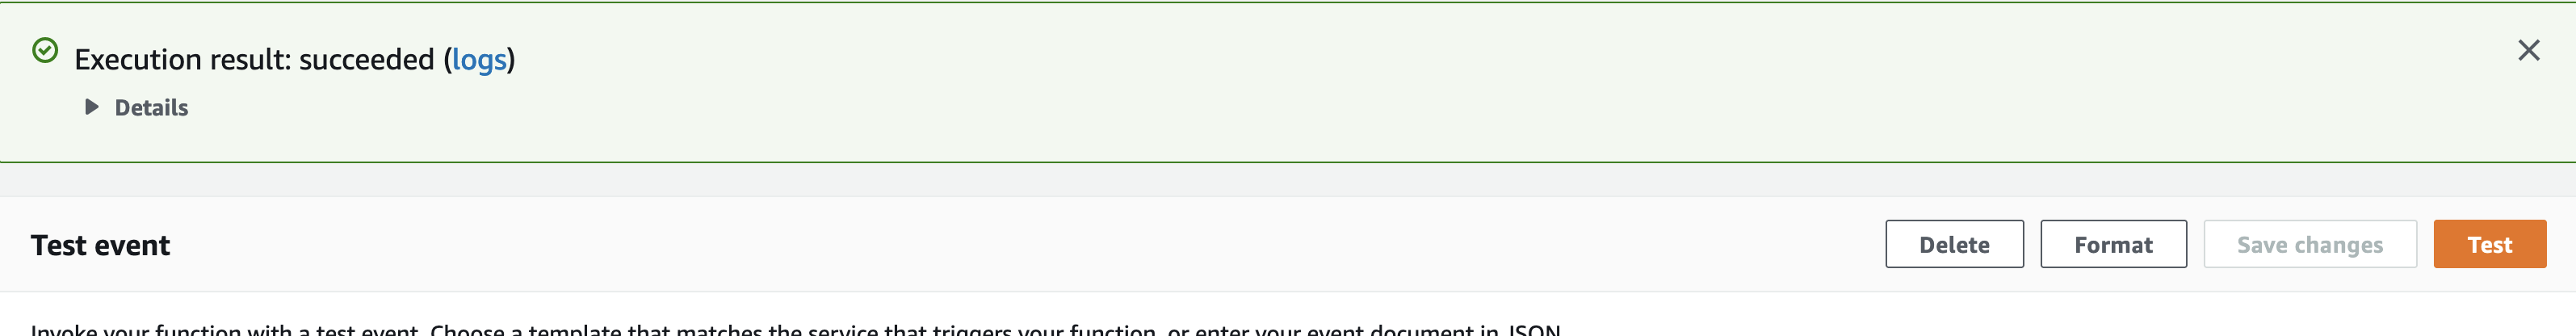 Execution result: succeeded (logs)
Details
Test event
Delete
Format
Save changes
Test
Invoke your function with a test event. Choose a template that matches the service that triggers your function, or enter your event document in JSON.